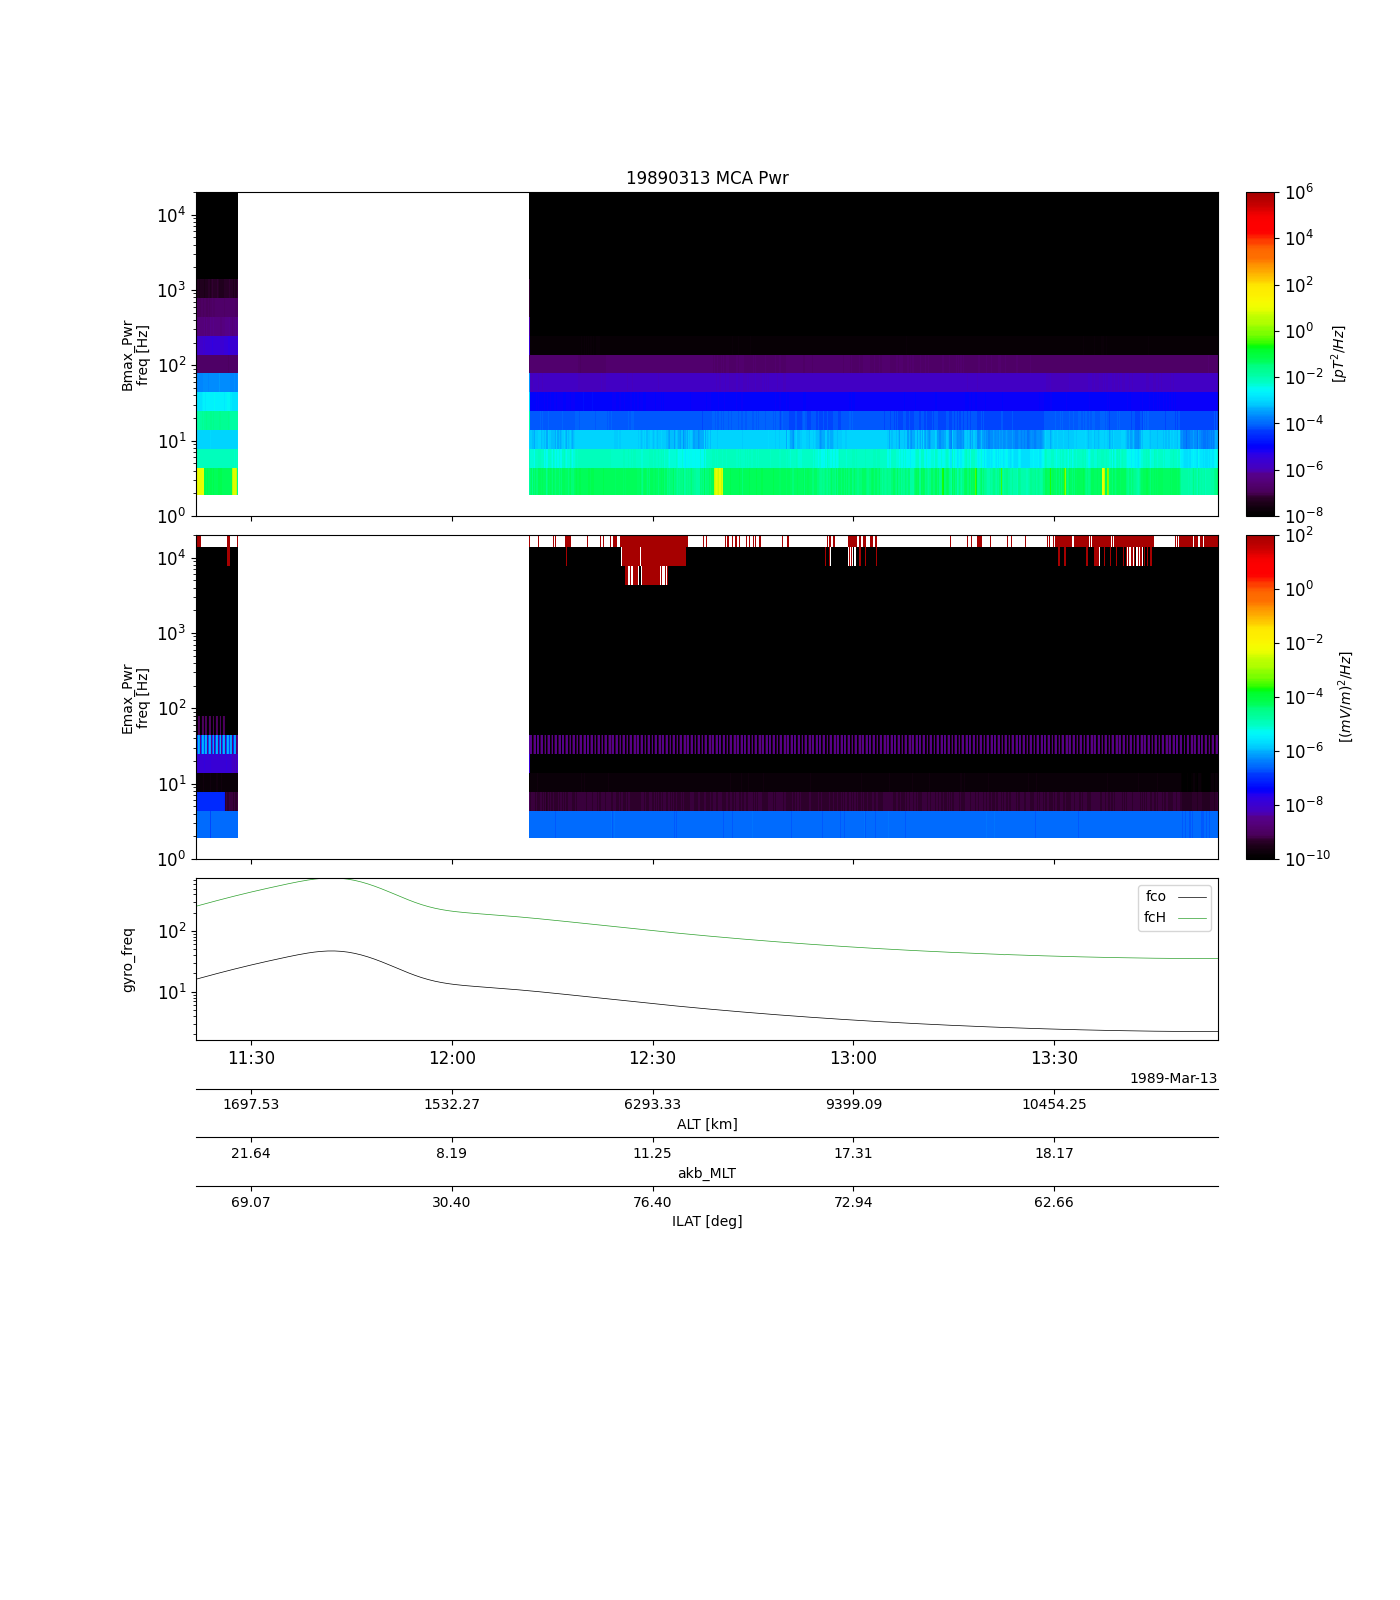 19890313 MCA Pwr
10^4
10^3
10^2
10^1
10^0
Bmax_Pwr
freq [Hz]
10^6
10^4
10^2
10^0
10^-2
10^-4
10^-6
10^-8
[pT^2/Hz]
10^4
10^3
10^2
10^1
10^0
Emax_Pwr
freq [Hz]
10^2
10^0
10^-2
10^-4
10^-6
10^-8
10^-10
[(mV/m)^2/Hz]
fco
fcH
10^2
10^1
gyro_freq
11:30 12:00 12:30 13:00 13:30
1989-Mar-13
1697.53 1532.27 6293.33 9399.09 10454.25
ALT [km]
21.64 8.19 11.25 17.31 18.17
akb_MLT
69.07 30.40 76.40 72.94 62.66
ILAT [deg]